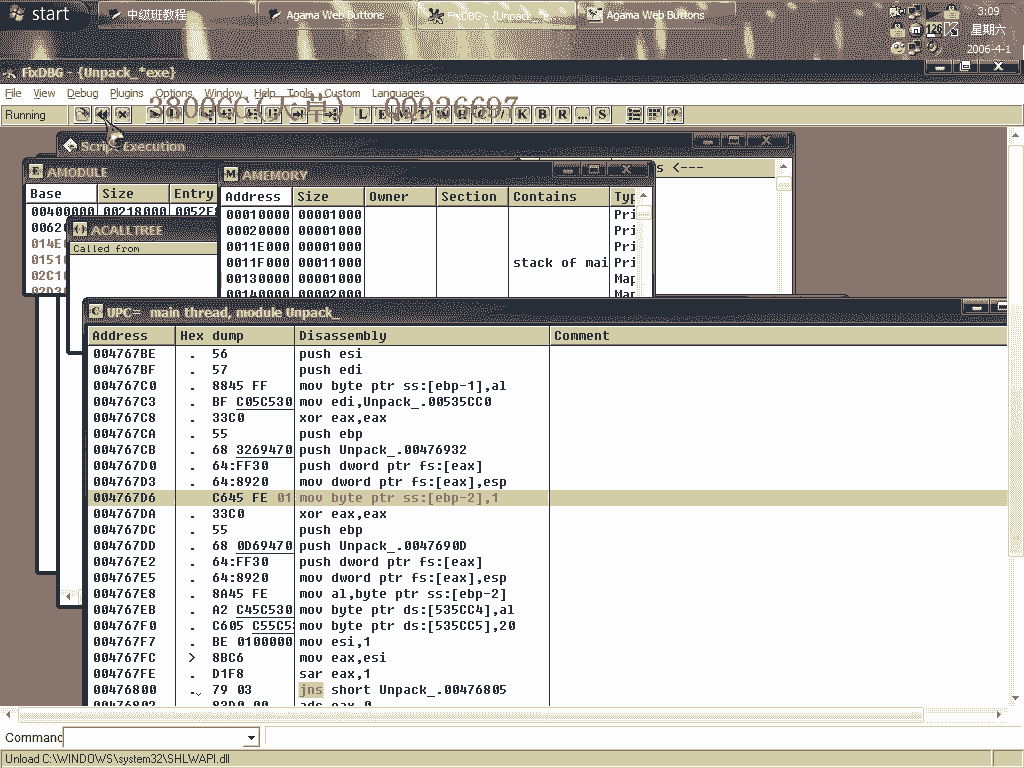 start 中级班教程 Agama Web Buttons FixDBG - {Unpack_*e... Agama Web Buttons 3:09
星期六
2006-4-1
FixDBG - {Unpack_*exe}
File View Debug Plugins Options Window Help Tools Custom Languages
3800CC(天草)
Running L E M K B R ... S
Script Execution
s <---
AMODULE
Base Size Entry
00400000 00218000
AMEMORY
Address Size Owner Section Contains Typ
00010000 00001000 Pri
00020000 00001000 Pri
0011E000 00001000 Pri
0011F000 00011000 stack of mai Pri
00130000 00001000 Map
00140000 00002000 Map
ACALLTREE
Called from
UPC= main thread, module Unpack_
Address Hex dump Disassembly Comment
004767BE . 56 push esi
004767BF . 57 push edi
004767C0 . 8845 FF mov byte ptr ss:[ebp-1],al
004767C3 . BF C05C530 mov edi,Unpack_.00535CC0
004767C8 . 33C0 xor eax,eax
004767CA . 55 push ebp
004767CB . 68 3269470 push Unpack_.00476932
004767D0 . 64:FF30 push dword ptr fs:[eax]
004767D3 . 64:8920 mov dword ptr fs:[eax],esp
004767D6 C645 FE 01 mov byte ptr ss:[ebp-2],1
004767DA . 33C0 xor eax,eax
004767DC . 55 push ebp
004767DD . 68 0D69470 push Unpack_.0047690D
004767E2 . 64:FF30 push dword ptr fs:[eax]
004767E5 . 64:8920 mov dword ptr fs:[eax],esp
004767E8 . 8A45 FE mov al,byte ptr ss:[ebp-2]
004767EB . A2 C45C530 mov byte ptr ds:[535CC4],al
004767F0 . C605 C55C5 mov byte ptr ds:[535CC5],20
004767F7 . BE 0100000 mov esi,1
004767FC > 8BC6 mov eax,esi
004767FE . D1F8 sar eax,1
00476800 . 79 03 jns short Unpack_.00476805
00476802 . 83D0 00 adc eax,0
Command
Unload C:\WINDOWS\system32\SHLWAPI.dll